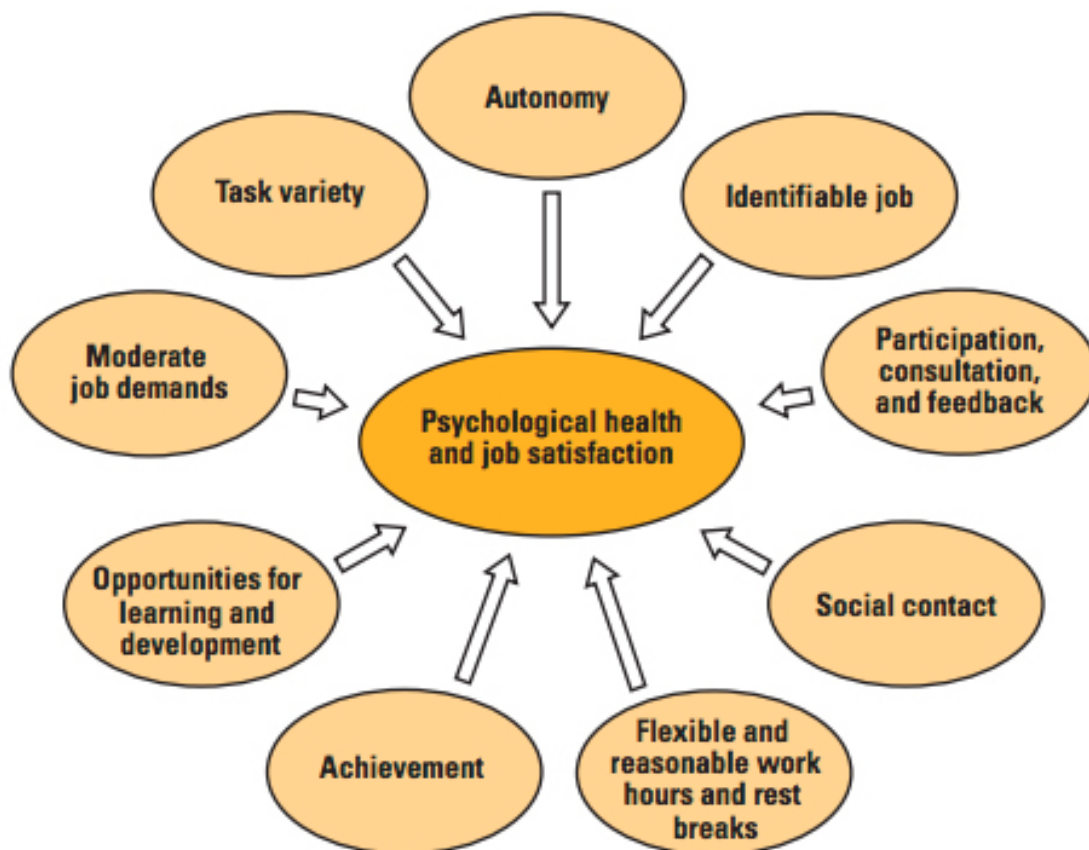 Autonomy
Task variety
Identifiable job
Moderate
job demands
Participation,
consultation,
and feedback
Psychological health
and job satisfaction
Opportunities for
learning and
development
Social contact
Achievement
Flexible and
reasonable work
hours and rest
breaks